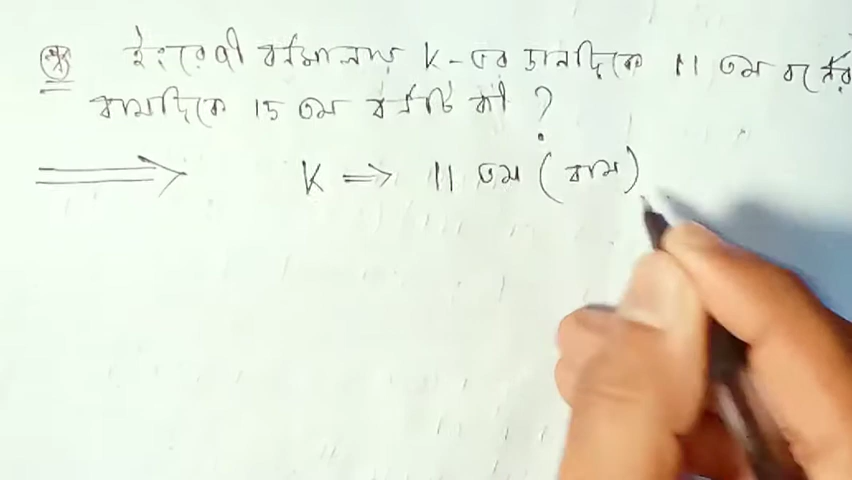 প্রঃ ইংরেজী বর্ণমালায় K-এর ডানদিকে 11 তম বর্ণের
বামদিকে 15 তম বর্ণটি কী ?
⟹ K ⇒ 11 তম (বাম)